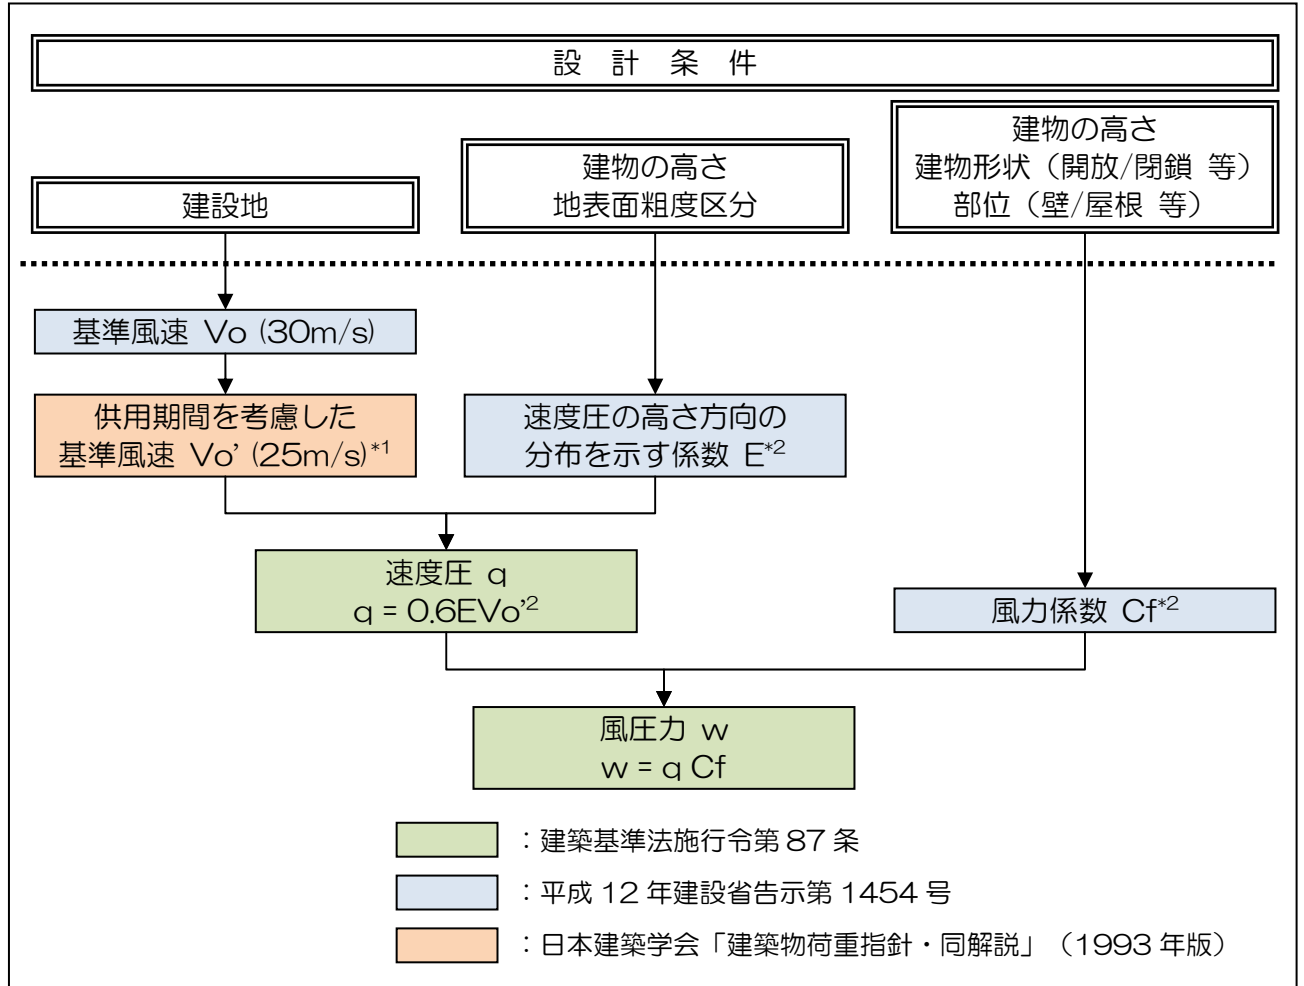 設 計 条 件
建設地
建物の高さ
地表面粗度区分
建物の高さ
建物形状（開放/閉鎖 等）
部位（壁/屋根 等）
基準風速 Vo (30m/s)
供用期間を考慮した
基準風速 Vo' (25m/s)*1
速度圧の高さ方向の
分布を示す係数 E*2
速度圧 q
q = 0.6EVo'2
風力係数 Cf*2
風圧力 w
w = q Cf
：建築基準法施行令第 87 条
：平成 12 年建設省告示第 1454 号
：日本建築学会「建築物荷重指針・同解説」（1993 年版）